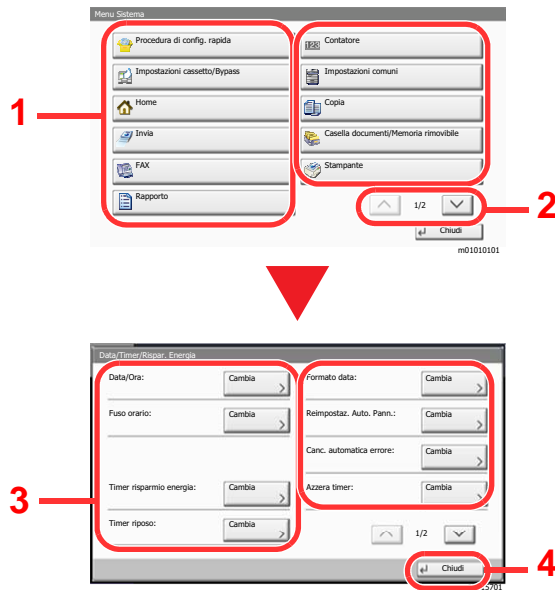 Menu Sistema
Procedura di config. rapida
Contatore
Impostazioni cassetto/Bypass
Impostazioni comuni
1
Home
Copia
Invia
Casella documenti/Memoria rimovibile
FAX
Stampante
Rapporto
1/2
2
Chiudi
m01010101
Data/Timer/Rispar. Energia
Data/Ora:
Cambia
Formato data:
Cambia
Fuso orario:
Cambia
Reimpostaz. Auto. Pann.:
Cambia
Canc. automatica errore:
Cambia
3
Timer risparmio energia:
Cambia
Azzera timer:
Cambia
Timer riposo:
Cambia
1/2
Chiudi
4